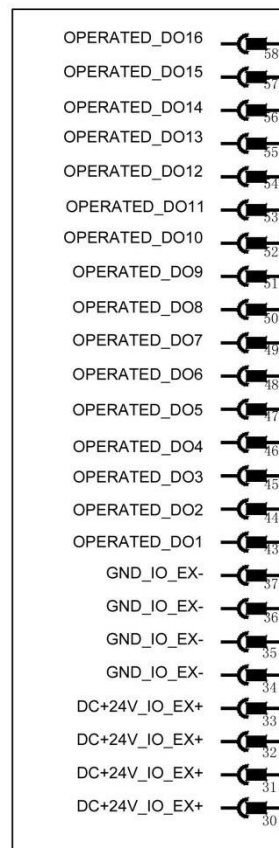 OPERATED_DO16 58
OPERATED_DO15 57
OPERATED_DO14 56
OPERATED_DO13 55
OPERATED_DO12 54
OPERATED_DO11 53
OPERATED_DO10 52
OPERATED_DO9 51
OPERATED_DO8 50
OPERATED_DO7 49
OPERATED_DO6 48
OPERATED_DO5 47
OPERATED_DO4 46
OPERATED_DO3 45
OPERATED_DO2 44
OPERATED_DO1 43
GND_IO_EX- 37
GND_IO_EX- 36
GND_IO_EX- 35
GND_IO_EX- 34
DC+24V_IO_EX+ 33
DC+24V_IO_EX+ 32
DC+24V_IO_EX+ 31
DC+24V_IO_EX+ 30